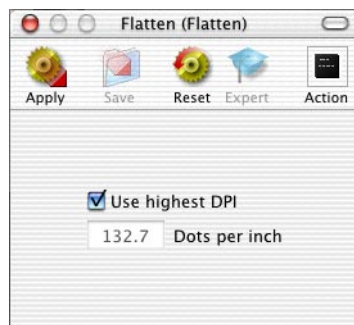 Flatten (Flatten)
Apply Save Reset Expert Action
Use highest DPI
132.7 Dots per inch